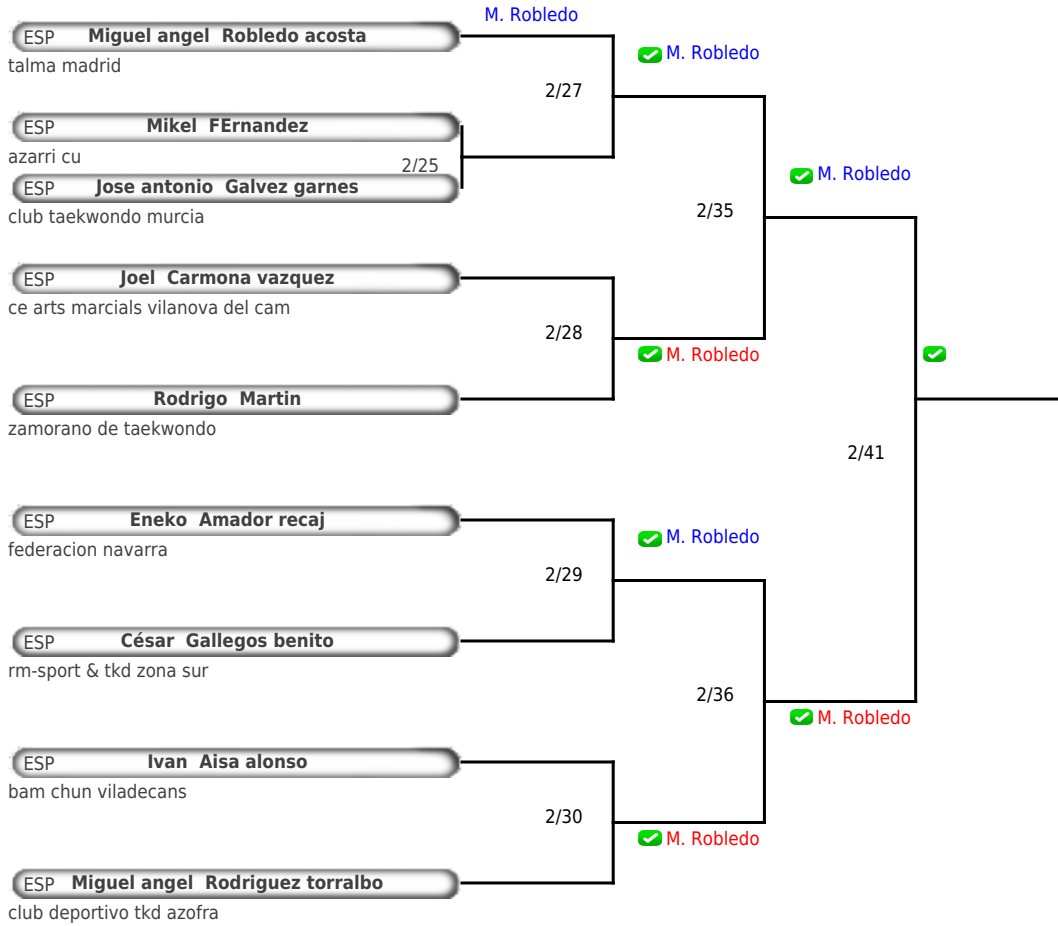 M. Robledo
ESP Miguel angel Robledo acosta
talma madrid
M. Robledo
2/27
ESP Mikel FErnandez
azarri cu
2/25
M. Robledo
ESP Jose antonio Galvez garnes
club taekwondo murcia
2/35
ESP Joel Carmona vazquez
ce arts marcials vilanova del cam
2/28
M. Robledo
ESP Rodrigo Martin
zamorano de taekwondo
2/41
ESP Eneko Amador recaj
federacion navarra
M. Robledo
2/29
ESP César Gallegos benito
rm-sport & tkd zona sur
2/36
M. Robledo
ESP Ivan Aisa alonso
bam chun viladecans
2/30
M. Robledo
ESP Miguel angel Rodriguez torralbo
club deportivo tkd azofra